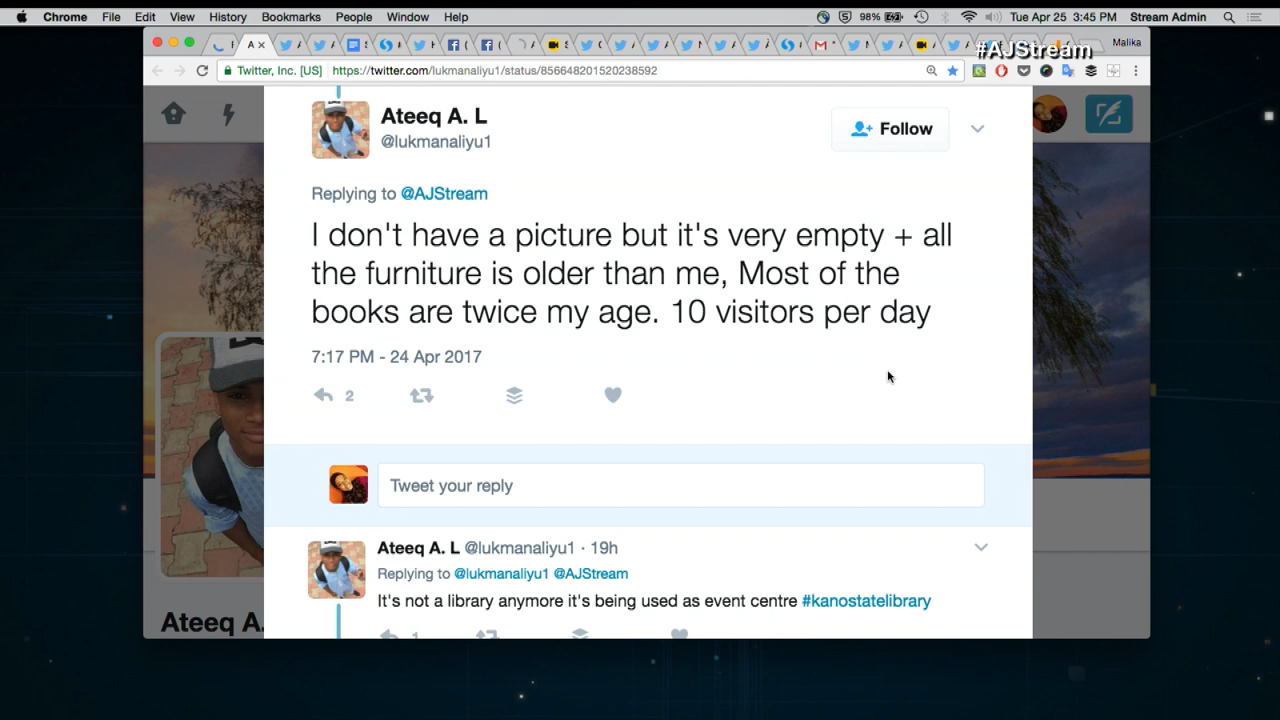 Chrome File Edit View History Bookmarks People Window Help
98% Tue Apr 25 3:45 PM Stream Admin
#AJStream
Malika
Twitter, Inc. [US] https://twitter.com/lukmanaliyu1/status/856648201520238592
Ateeq A. L
@lukmanaliyu1
Follow
Replying to @AJStream
I don't have a picture but it's very empty + all
the furniture is older than me, Most of the
books are twice my age. 10 visitors per day
7:17 PM - 24 Apr 2017
2
Tweet your reply
Ateeq A. L @lukmanaliyu1 · 19h
Replying to @lukmanaliyu1 @AJStream
It's not a library anymore it's being used as event centre #kanostatelibrary
1
Ateeq A.